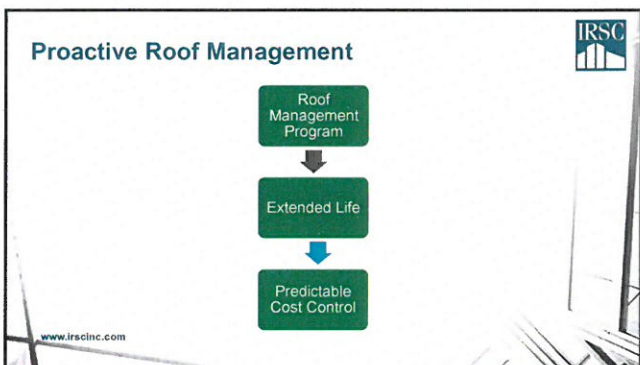 Proactive Roof Management
IRSC
Roof
Management
Program
Extended Life
Predictable
Cost Control
www.irscinc.com